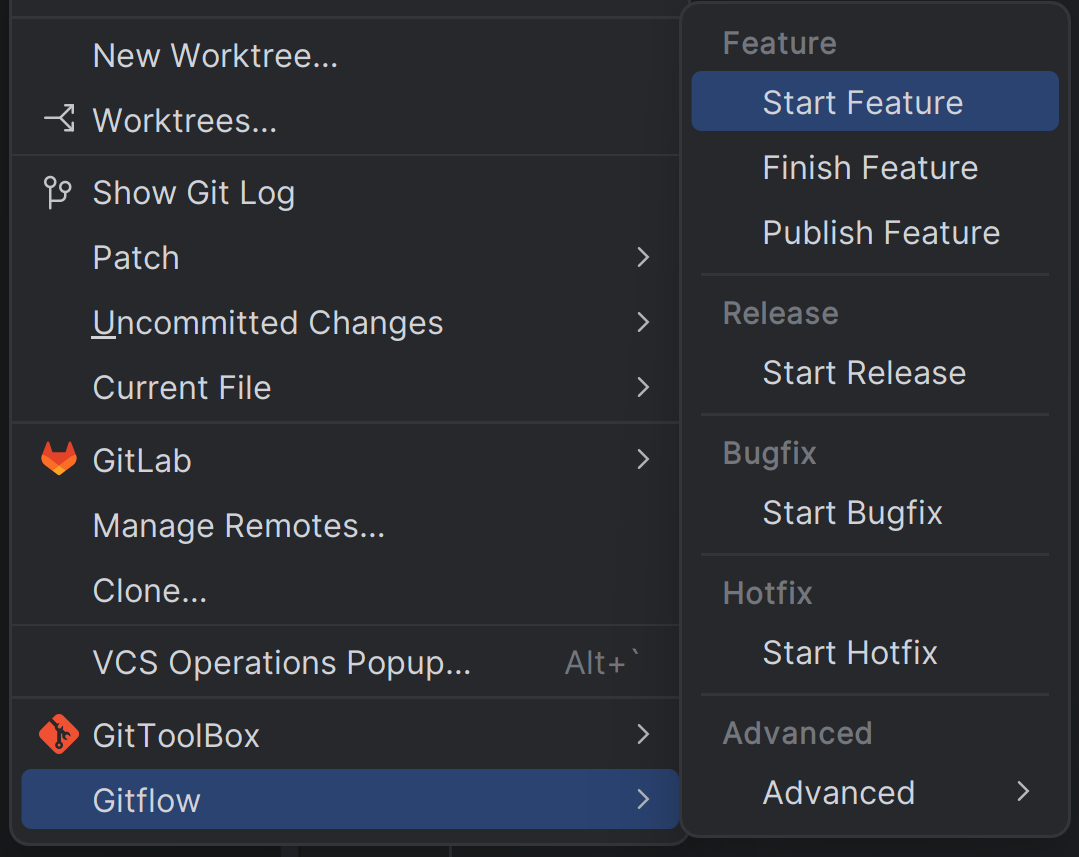 New Worktree...
Worktrees...
Show Git Log
Patch
Uncommitted Changes
Current File
GitLab
Manage Remotes...
Clone...
VCS Operations Popup... Alt+`
GitToolBox
Gitflow
Feature
Start Feature
Finish Feature
Publish Feature
Release
Start Release
Bugfix
Start Bugfix
Hotfix
Start Hotfix
Advanced
Advanced